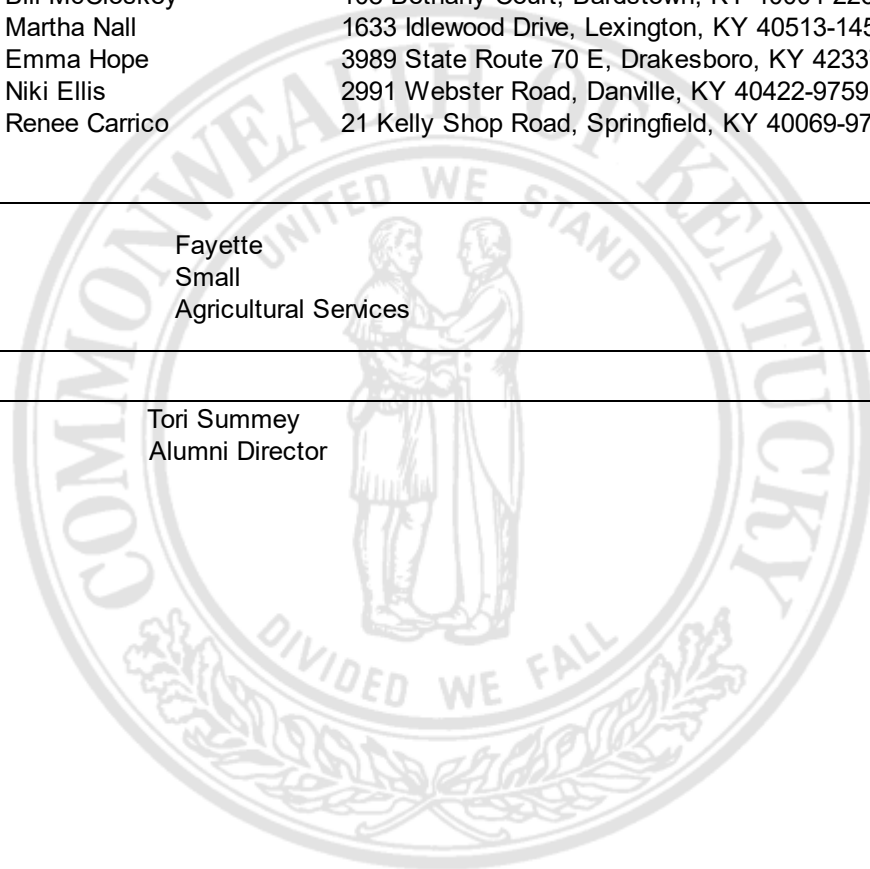 Martha Nall 1633 Idlewood Drive, Lexington, KY 40513-145
Emma Hope 3989 State Route 70 E, Drakesboro, KY 4233
Niki Ellis 2991 Webster Road, Danville, KY 40422-9759
Renee Carrico 21 Kelly Shop Road, Springfield, KY 40069-97
Fayette
Small
Agricultural Services
Tori Summey
Alumni Director
COMMONWEALTH OF KENTUCKY
UNITED WE STAND
DIVIDED WE FALL